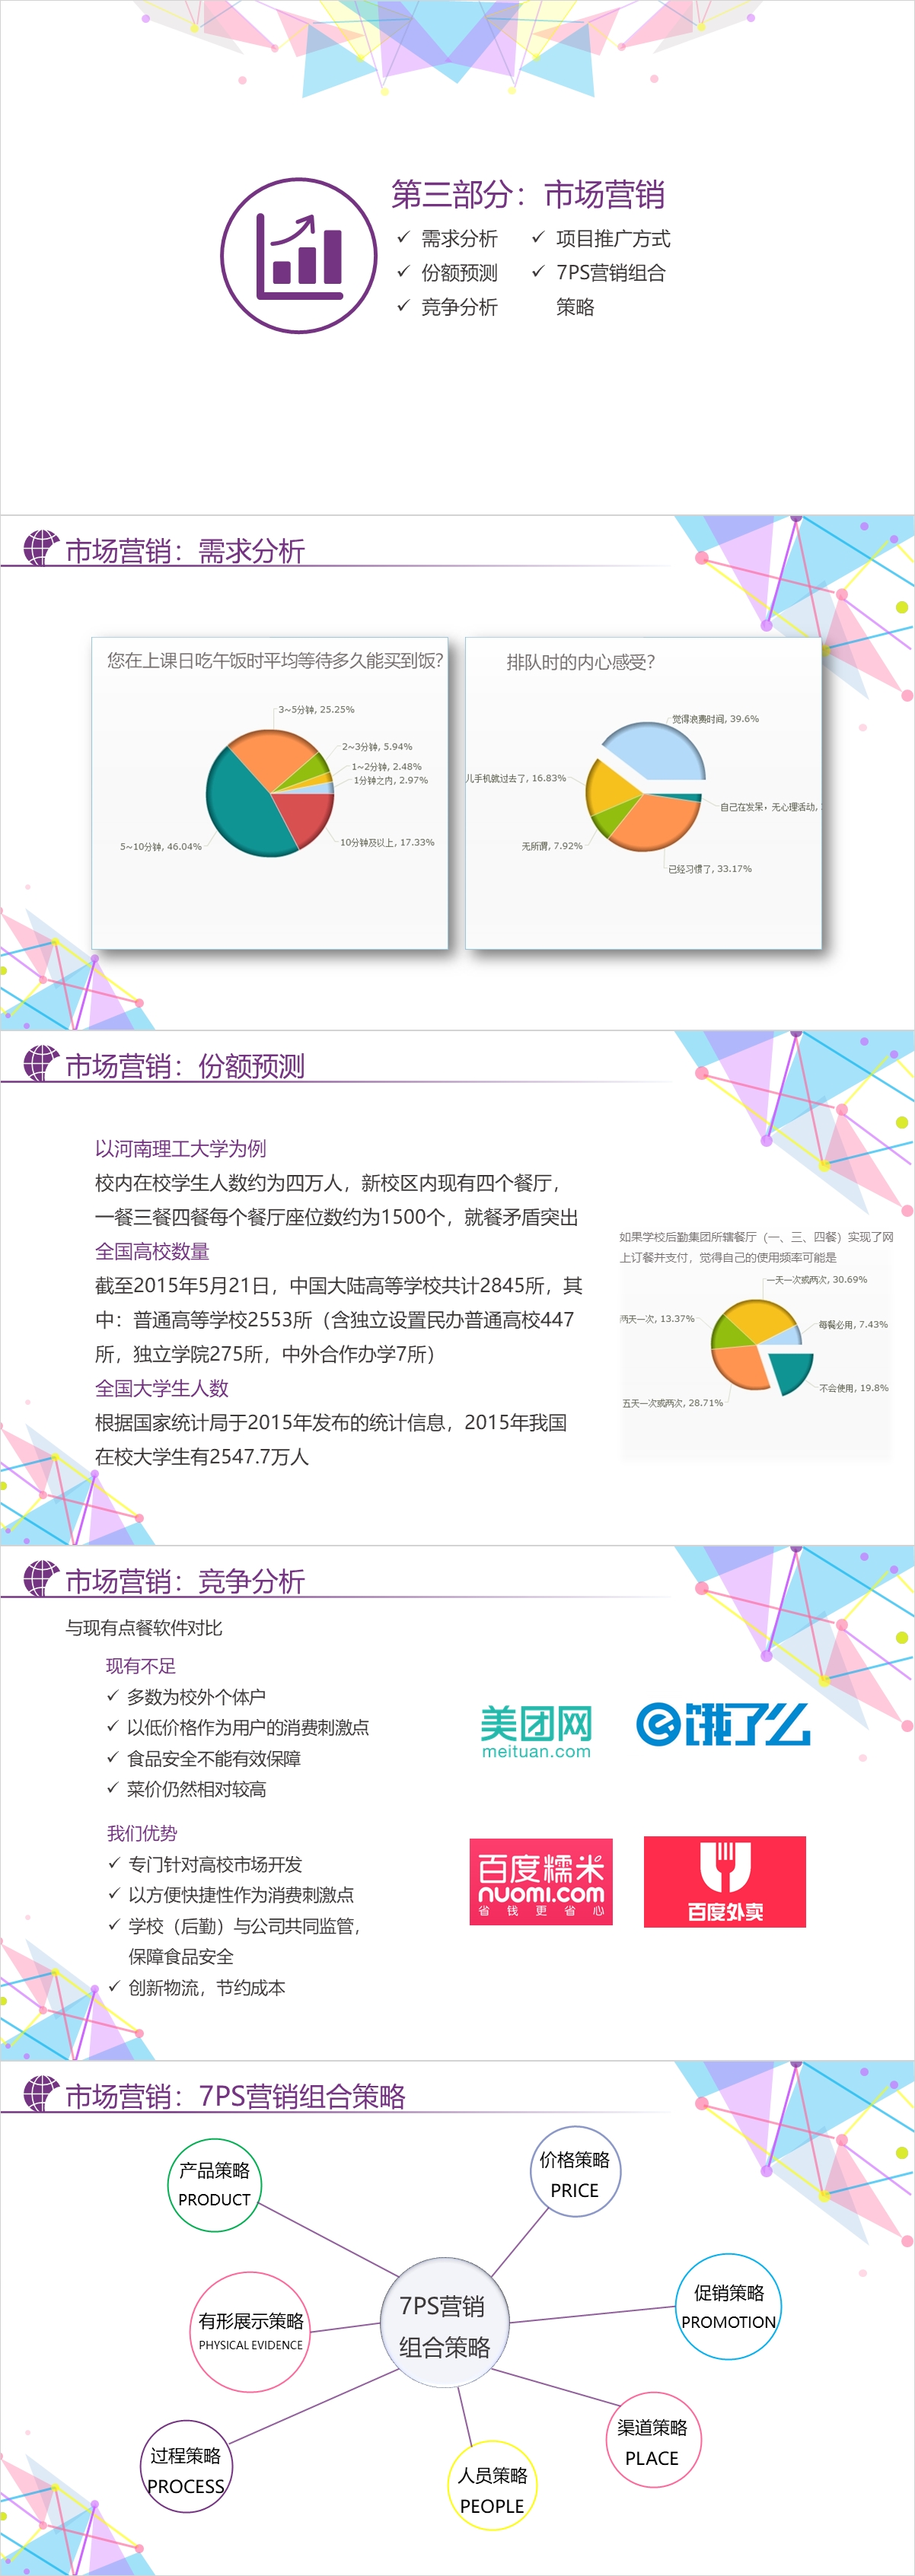 第三部分：市场营销
✓ 需求分析
✓ 份额预测
✓ 竞争分析
✓ 项目推广方式
✓ 7PS营销组合
策略
市场营销：需求分析
您在上课日吃午饭时平均等待多久能买到饭?
3~5分钟, 25.25%
2~3分钟, 5.94%
1~2分钟, 2.48%
1分钟之内, 2.97%
10分钟及以上, 17.33%
5~10分钟, 46.04%
排队时的内心感受?
觉得浪费时间, 39.6%
儿手机就过去了, 16.83%
自己在发呆，无心理活动,
无所谓, 7.92%
已经习惯了, 33.17%
市场营销：份额预测
以河南理工大学为例
校内在校学生人数约为四万人，新校区内现有四个餐厅，
一餐三餐四餐每个餐厅座位数约为1500个，就餐矛盾突出
全国高校数量
截至2015年5月21日，中国大陆高等学校共计2845所，其
中：普通高等学校2553所（含独立设置民办普通高校447
所，独立学院275所，中外合作办学7所）
全国大学生人数
根据国家统计局于2015年发布的统计信息，2015年我国
在校大学生有2547.7万人
如果学校后勤集团所辖餐厅（一、三、四餐）实现了网
上订餐并支付，觉得自己的使用频率可能是
一天一次或两次, 30.69%
两天一次, 13.37%
每餐必用, 7.43%
不会使用, 19.8%
五天一次或两次, 28.71%
市场营销：竞争分析
与现有点餐软件对比
现有不足
✓ 多数为校外个体户
✓ 以低价格作为用户的消费刺激点
✓ 食品安全不能有效保障
✓ 菜价仍然相对较高
我们优势
✓ 专门针对高校市场开发
✓ 以方便快捷性作为消费刺激点
✓ 学校（后勤）与公司共同监管，
保障食品安全
✓ 创新物流，节约成本
美团网
meituan.com
饿了么
百度糯米
nuomi.com
省钱更省心
百度外卖
市场营销：7PS营销组合策略
产品策略
PRODUCT
价格策略
PRICE
促销策略
PROMOTION
7PS营销
组合策略
有形展示策略
PHYSICAL EVIDENCE
渠道策略
PLACE
过程策略
PROCESS
人员策略
PEOPLE